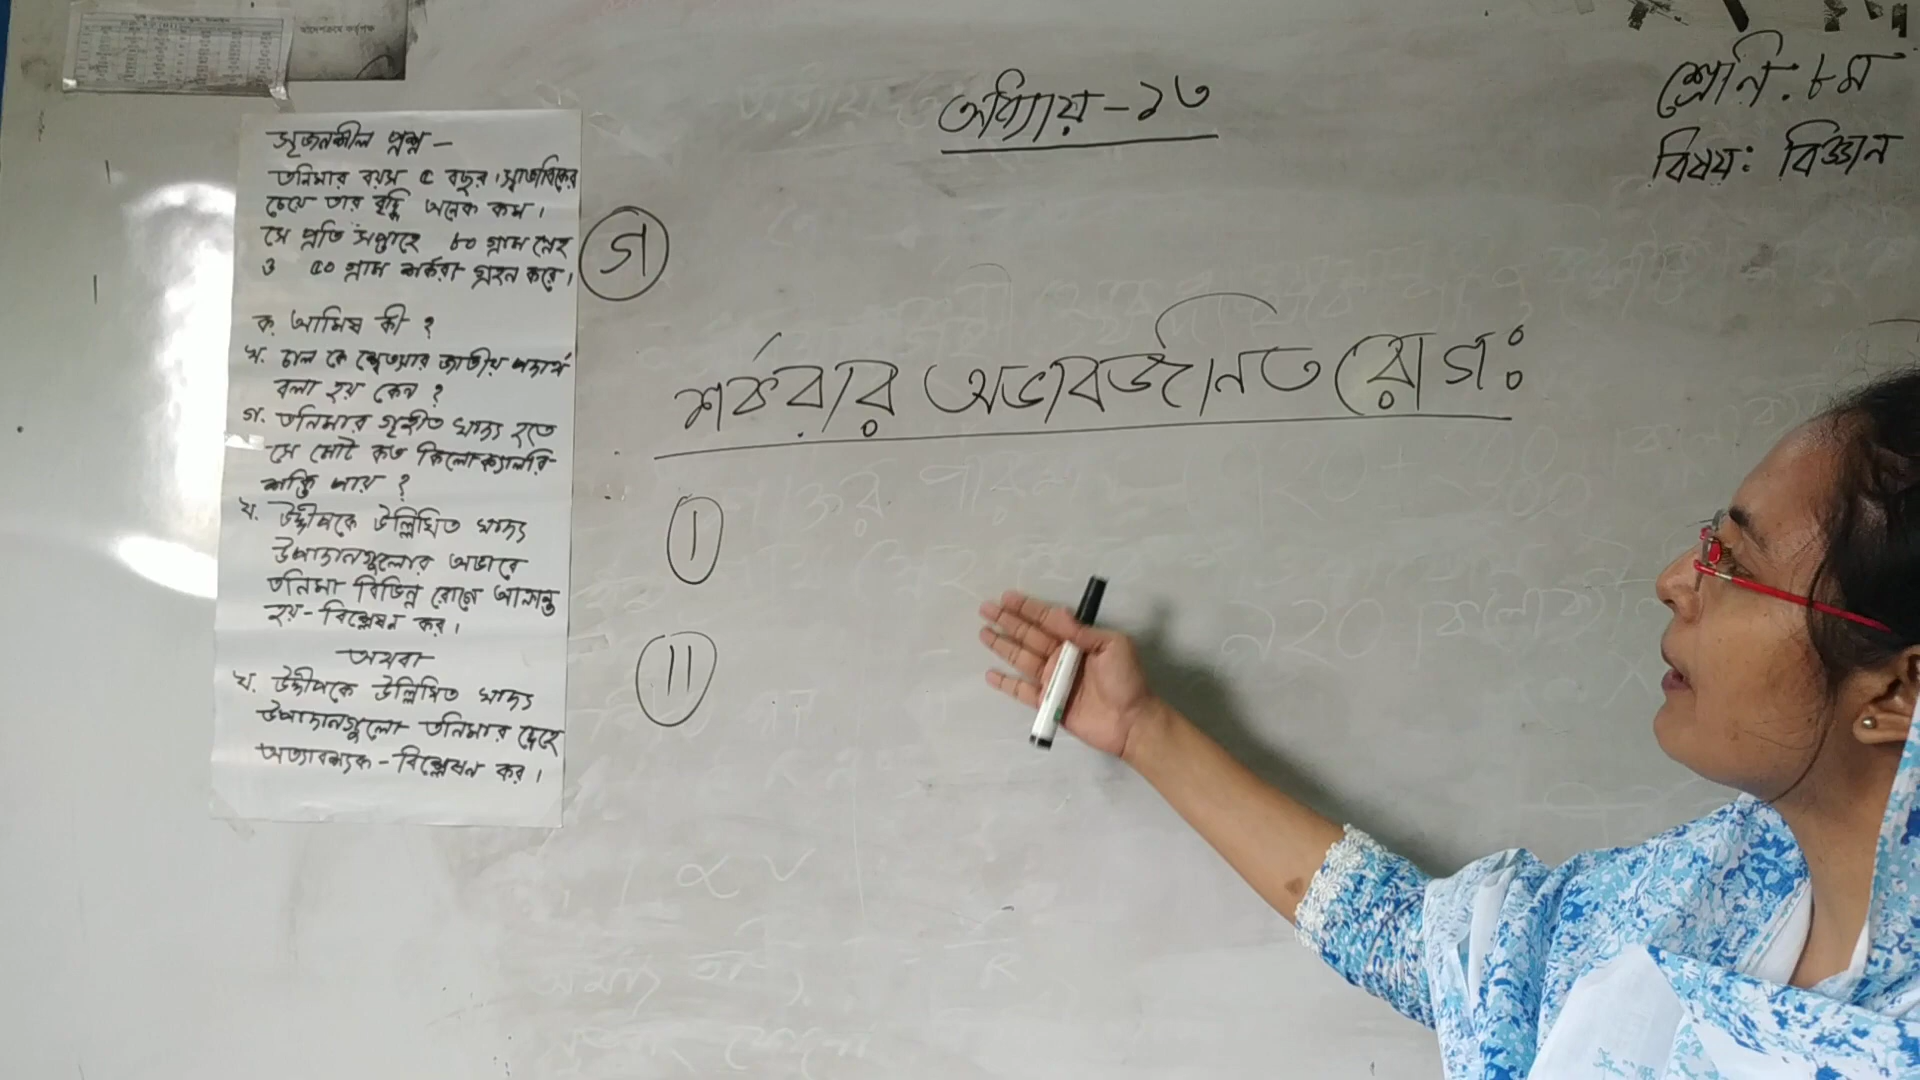 অধ্যায়-১৩
শ্রেনি: ৮ম
বিষয়: বিজ্ঞান
সৃজনশীল প্রশ্ন-
তনিমার বয়স ৫ বছর। স্বাভাবিকের
চেয়ে তার বৃদ্ধি অনেক কম।
সে প্রতি সপ্তাহে ৮০ গ্রাম স্নেহ
ও ৫০ গ্রাম শর্করা গ্রহন করে।
ক. আমিষ কী?
খ. চাল কে শ্বেতসার জাতীয় পদার্থ
বলা হয় কেন?
গ. তনিমার গৃহীত খাদ্য হতে
সে মোট কত কিলোক্যালরি
শক্তি পায়?
ঘ. উদ্দীপকে উল্লিখিত খাদ্য
উপাদানগুলোর অভাবে
তনিমা বিভিন্ন রোগে আক্রান্ত
হয়-বিশ্লেষন কর।
অথবা
ঘ. উদ্দীপকে উল্লিখিত খাদ্য
উপাদানগুলো তনিমার দেহে
অত্যাবশ্যক-বিশ্লেষন কর।
গ
শর্করার অভাবজনিত রোগঃ
I
II